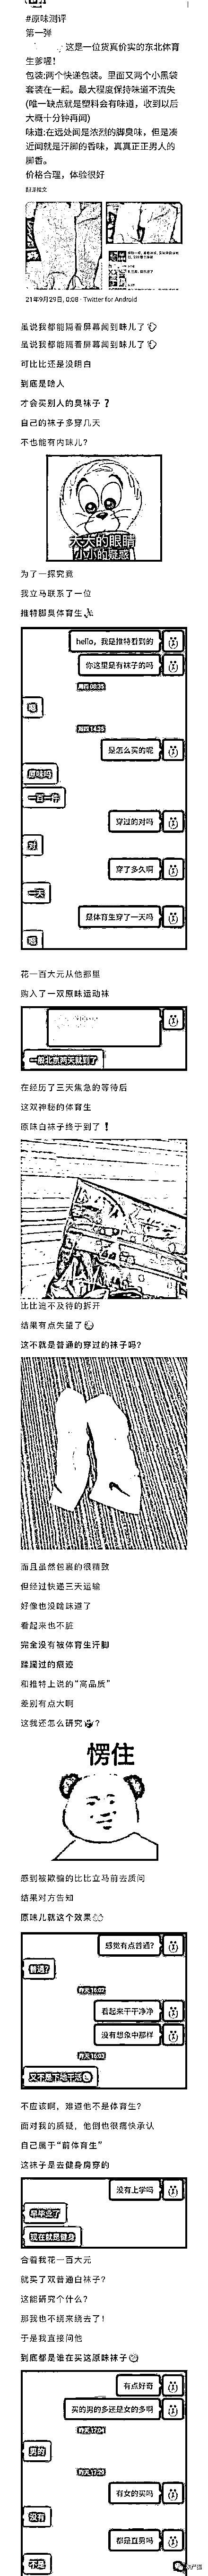 #原味测评
第一弹
这是一位货真价实的东北体育
生爹喔!
包装:两个快递包装。里面又两个小黑袋
套装在一起。最大程度保持味道不流失
(唯一缺点就是塑料会有味道,收到以后
大概十分钟再闻)
味道:在远处闻是浓烈的脚臭味,但是凑
近闻就是汗脚的香味,真真正正男人的
脚香。
价格合理,体验很好
翻译推文
21年9月29日, 0:08 · Twitter for Android
虽说我都能隔着屏幕闻到味儿了
虽说我都能隔着屏幕闻到味儿了
可比比还是没明白
到底是啥人
才会买别人的臭袜子?
自己的袜子多穿几天
不也能有内味儿?
大大的眼睛
小小的疑惑
为了一探究竟
我立马联系了一位
推特脚臭体育生
hello,我是推特看到的
你这里是有袜子的吗
嗯
是怎么买的呢
原味吗
一百一件
穿过的对吗
对
穿了多久啊
一天
是体育生穿了一天吗
嗯
花一百大元从他那里
购入了一双原味运动袜
一般北京两天就到了
在经历了三天焦急的等待后
这双神秘的体育生
原味白袜子终于到了!
比比迫不及待的拆开
结果有点失望了
这不就是普通的穿过的袜子吗?
而且虽然包裹的很精致
但经过快递三天运输
好像也没啥味道了
看起来也不脏
完全没有被体育生汗脚
蹂躏过的痕迹
和推特上说的“高品质”
差别有点大啊
这我还怎么研究?
愣住
感到被欺骗的比比立马前去质问
结果对方告知
原味儿就这个效果
感觉有点普通?
普通?
看起来干干净净
没有想象中那样
又不是下地干活
不应该啊,难道他不是体育生?
面对我的质疑,他倒也很痛快承认
自己属于“前体育生”
这袜子是去健身房穿的
没有上学吗
早毕业了
我在就是健身
合着我花一百大元
就买了双普通白袜子?
这能研究个什么?
那我也不绕来绕去了!
于是我直接问他
到底都是谁在买这原味袜子
有点好奇
买的男的多还是女的多啊
男的
有女的买吗
没有
都是直男吗
不是